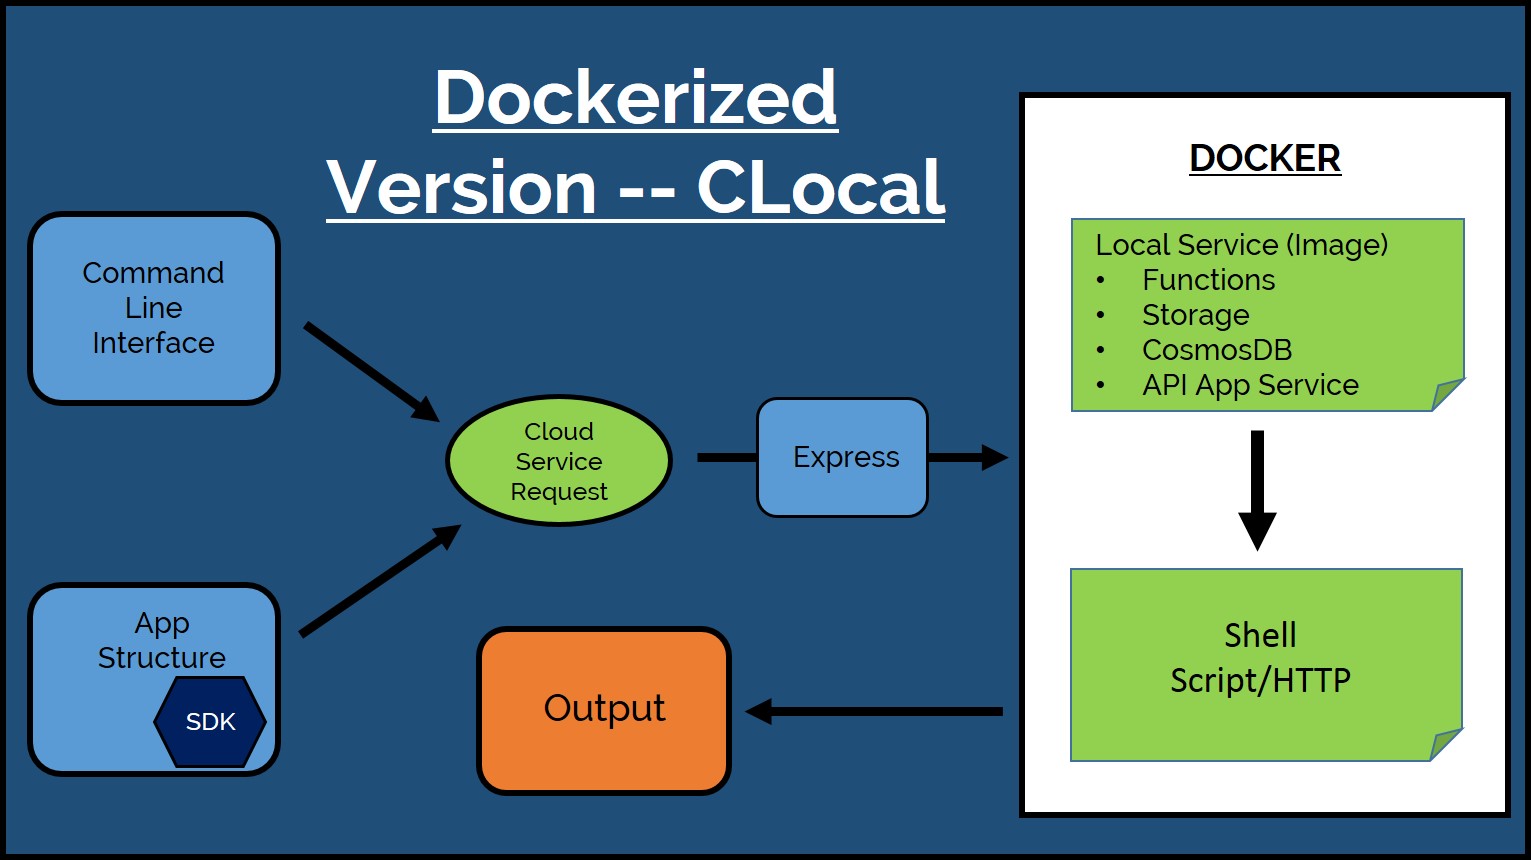 Dockerized
Version -- CLocal
DOCKER
Local Service (Image)
• Functions
• Storage
• CosmosDB
• API App Service
Command
Line
Interface
Cloud
Service
Request
Express
App
Structure
SDK
Output
Shell
Script/HTTP